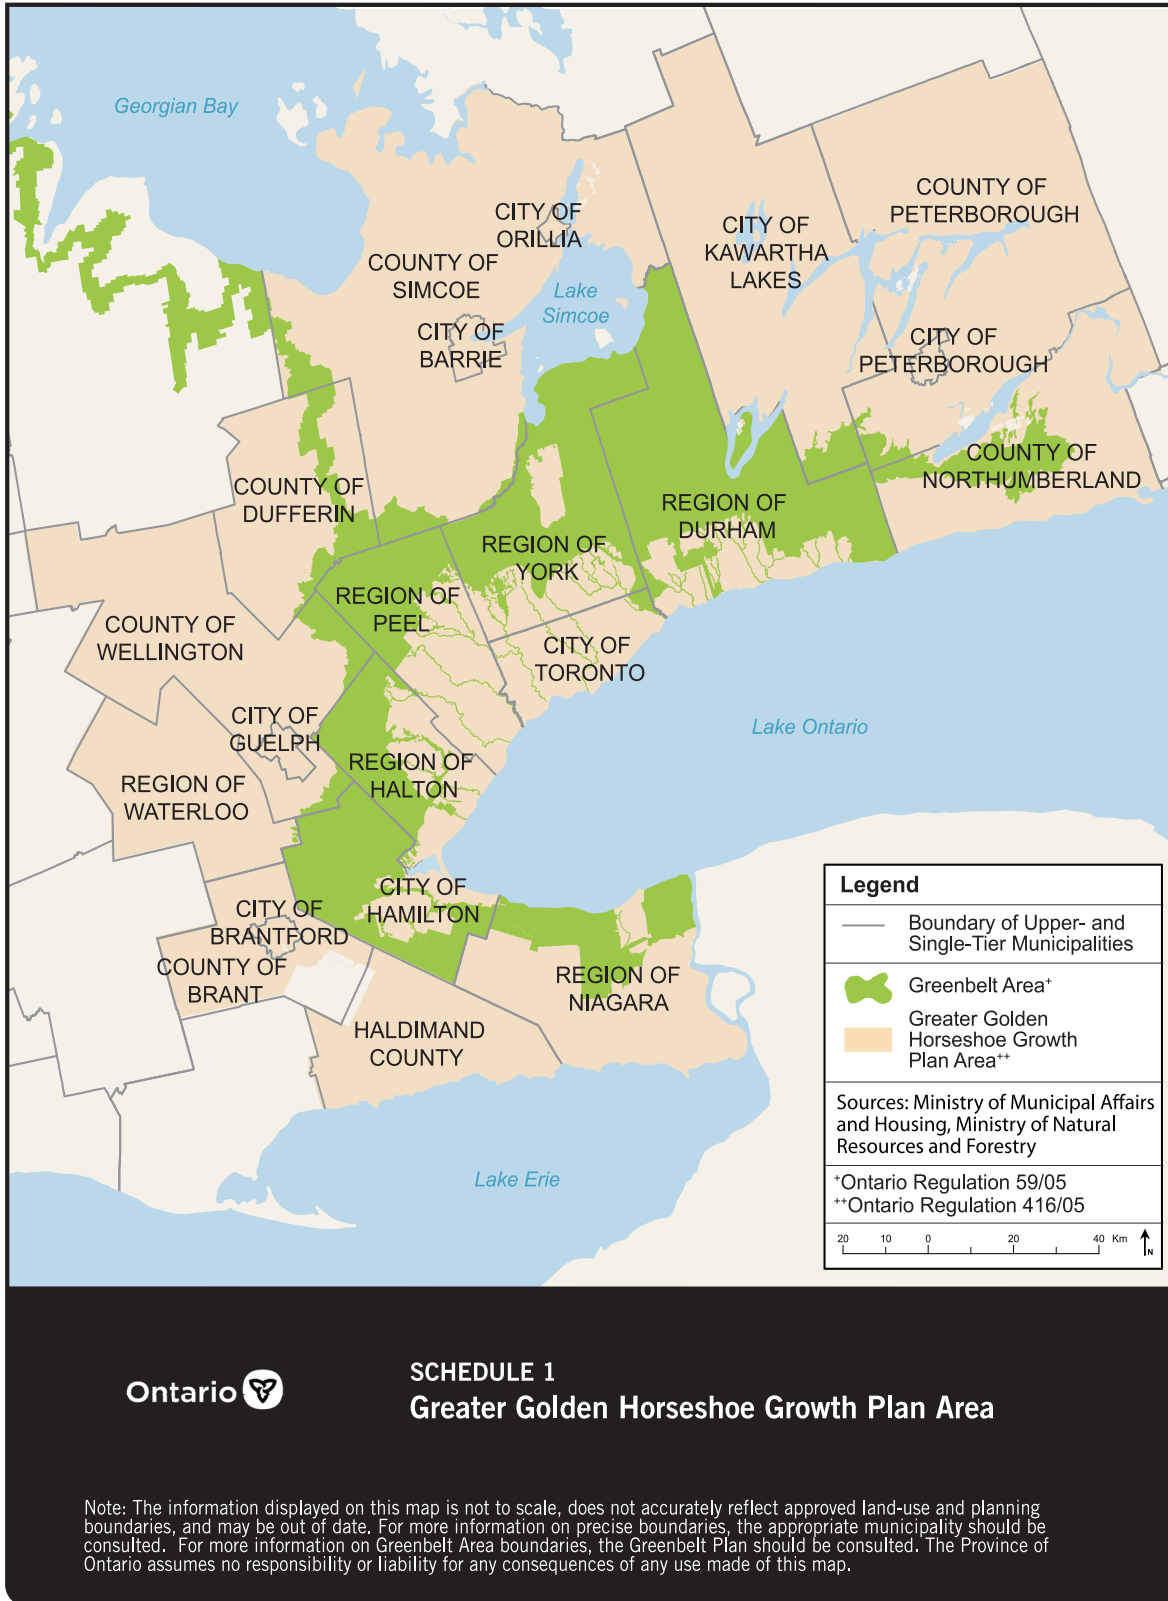 Georgian Bay
COUNTY OF
PETERBOROUGH
CITY OF
ORILLIA
CITY OF
KAWARTHA
LAKES
COUNTY OF
SIMCOE
Lake
Simcoe
CITY OF
BARRIE
CITY OF
PETERBOROUGH
COUNTY OF
NORTHUMBERLAND
COUNTY OF
DUFFERIN
REGION OF
DURHAM
REGION OF
YORK
REGION OF
PEEL
COUNTY OF
WELLINGTON
CITY OF
TORONTO
CITY OF
GUELPH
Lake Ontario
REGION OF
HALTON
REGION OF
WATERLOO
CITY OF
HAMILTON
CITY OF
BRANTFORD
COUNTY OF
BRANT
REGION OF
NIAGARA
HALDIMAND
COUNTY
Lake Erie
Legend
Boundary of Upper- and
Single-Tier Municipalities
Greenbelt Area+
Greater Golden
Horseshoe Growth
Plan Area++
Sources: Ministry of Municipal Affairs
and Housing, Ministry of Natural
Resources and Forestry
+Ontario Regulation 59/05
++Ontario Regulation 416/05
20 10 0 20 40 Km
N
Ontario
SCHEDULE 1
Greater Golden Horseshoe Growth Plan Area
Note: The information displayed on this map is not to scale, does not accurately reflect approved land-use and planning
boundaries, and may be out of date. For more information on precise boundaries, the appropriate municipality should be
consulted. For more information on Greenbelt Area boundaries, the Greenbelt Plan should be consulted. The Province of
Ontario assumes no responsibility or liability for any consequences of any use made of this map.